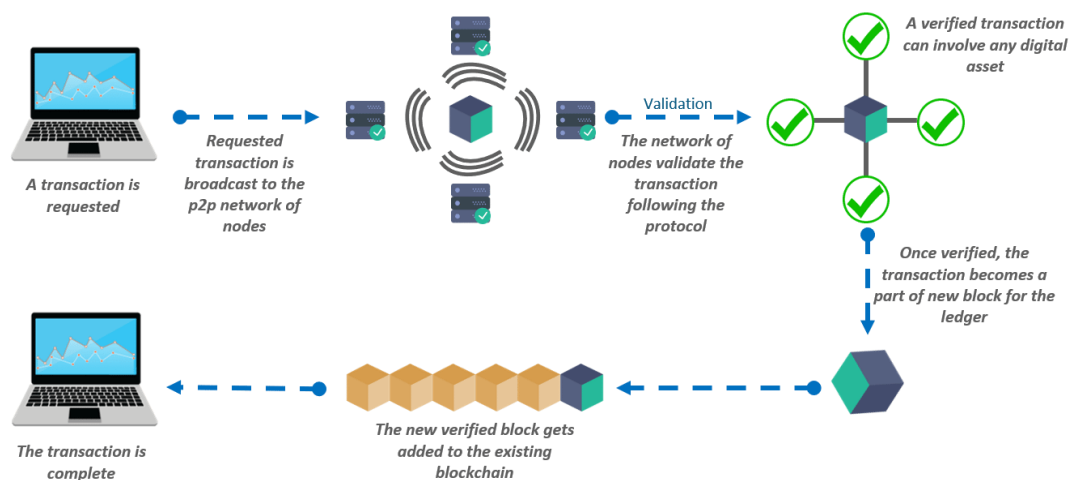 A transaction is
requested
Requested
transaction is
broadcast to the
p2p network of
nodes
Validation
The network of
nodes validate the
transaction
following the
protocol
A verified transaction
can involve any digital
asset
Once verified, the
transaction becomes a
part of new block for the
ledger
The new verified block gets
added to the existing
blockchain
The transaction is
complete